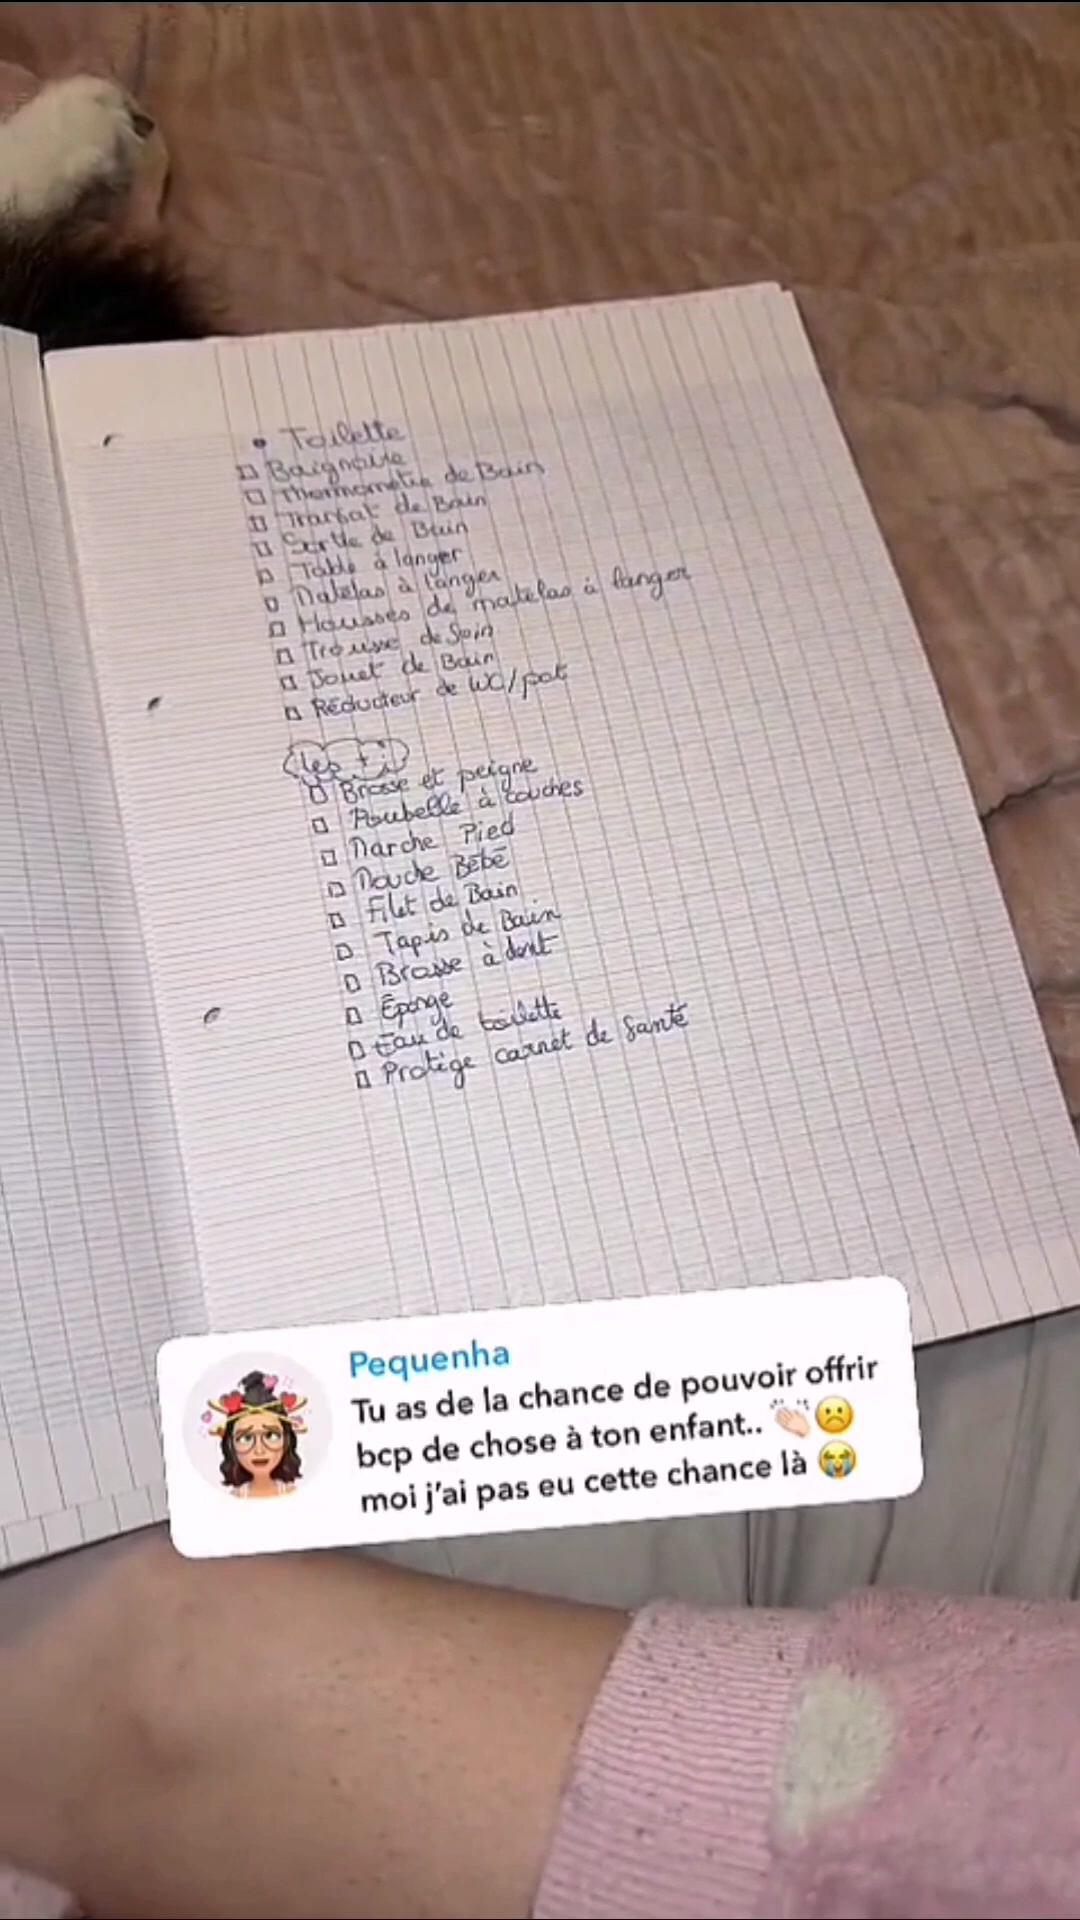 • Toilette
Baignoire
Thermomètre de Bain
Transat de Bain
Sortie de Bain
Table à langer
Matelas à langer
Housses de matelas à langer
Trousse de Soin
Jouet de Bain
Réducteur de WC/pot
les +
Brosse et peigne
Poubelle à couches
Marche Pied
Mouche Bébé
Filet de Bain
Tapis de Bain
Brosse à dent
Éponge
Eau de toilette
Protège carnet de Santé
Pequenha
Tu as de la chance de pouvoir offrir
bcp de chose à ton enfant.. 👏🏻☹️
moi j'ai pas eu cette chance là 😭